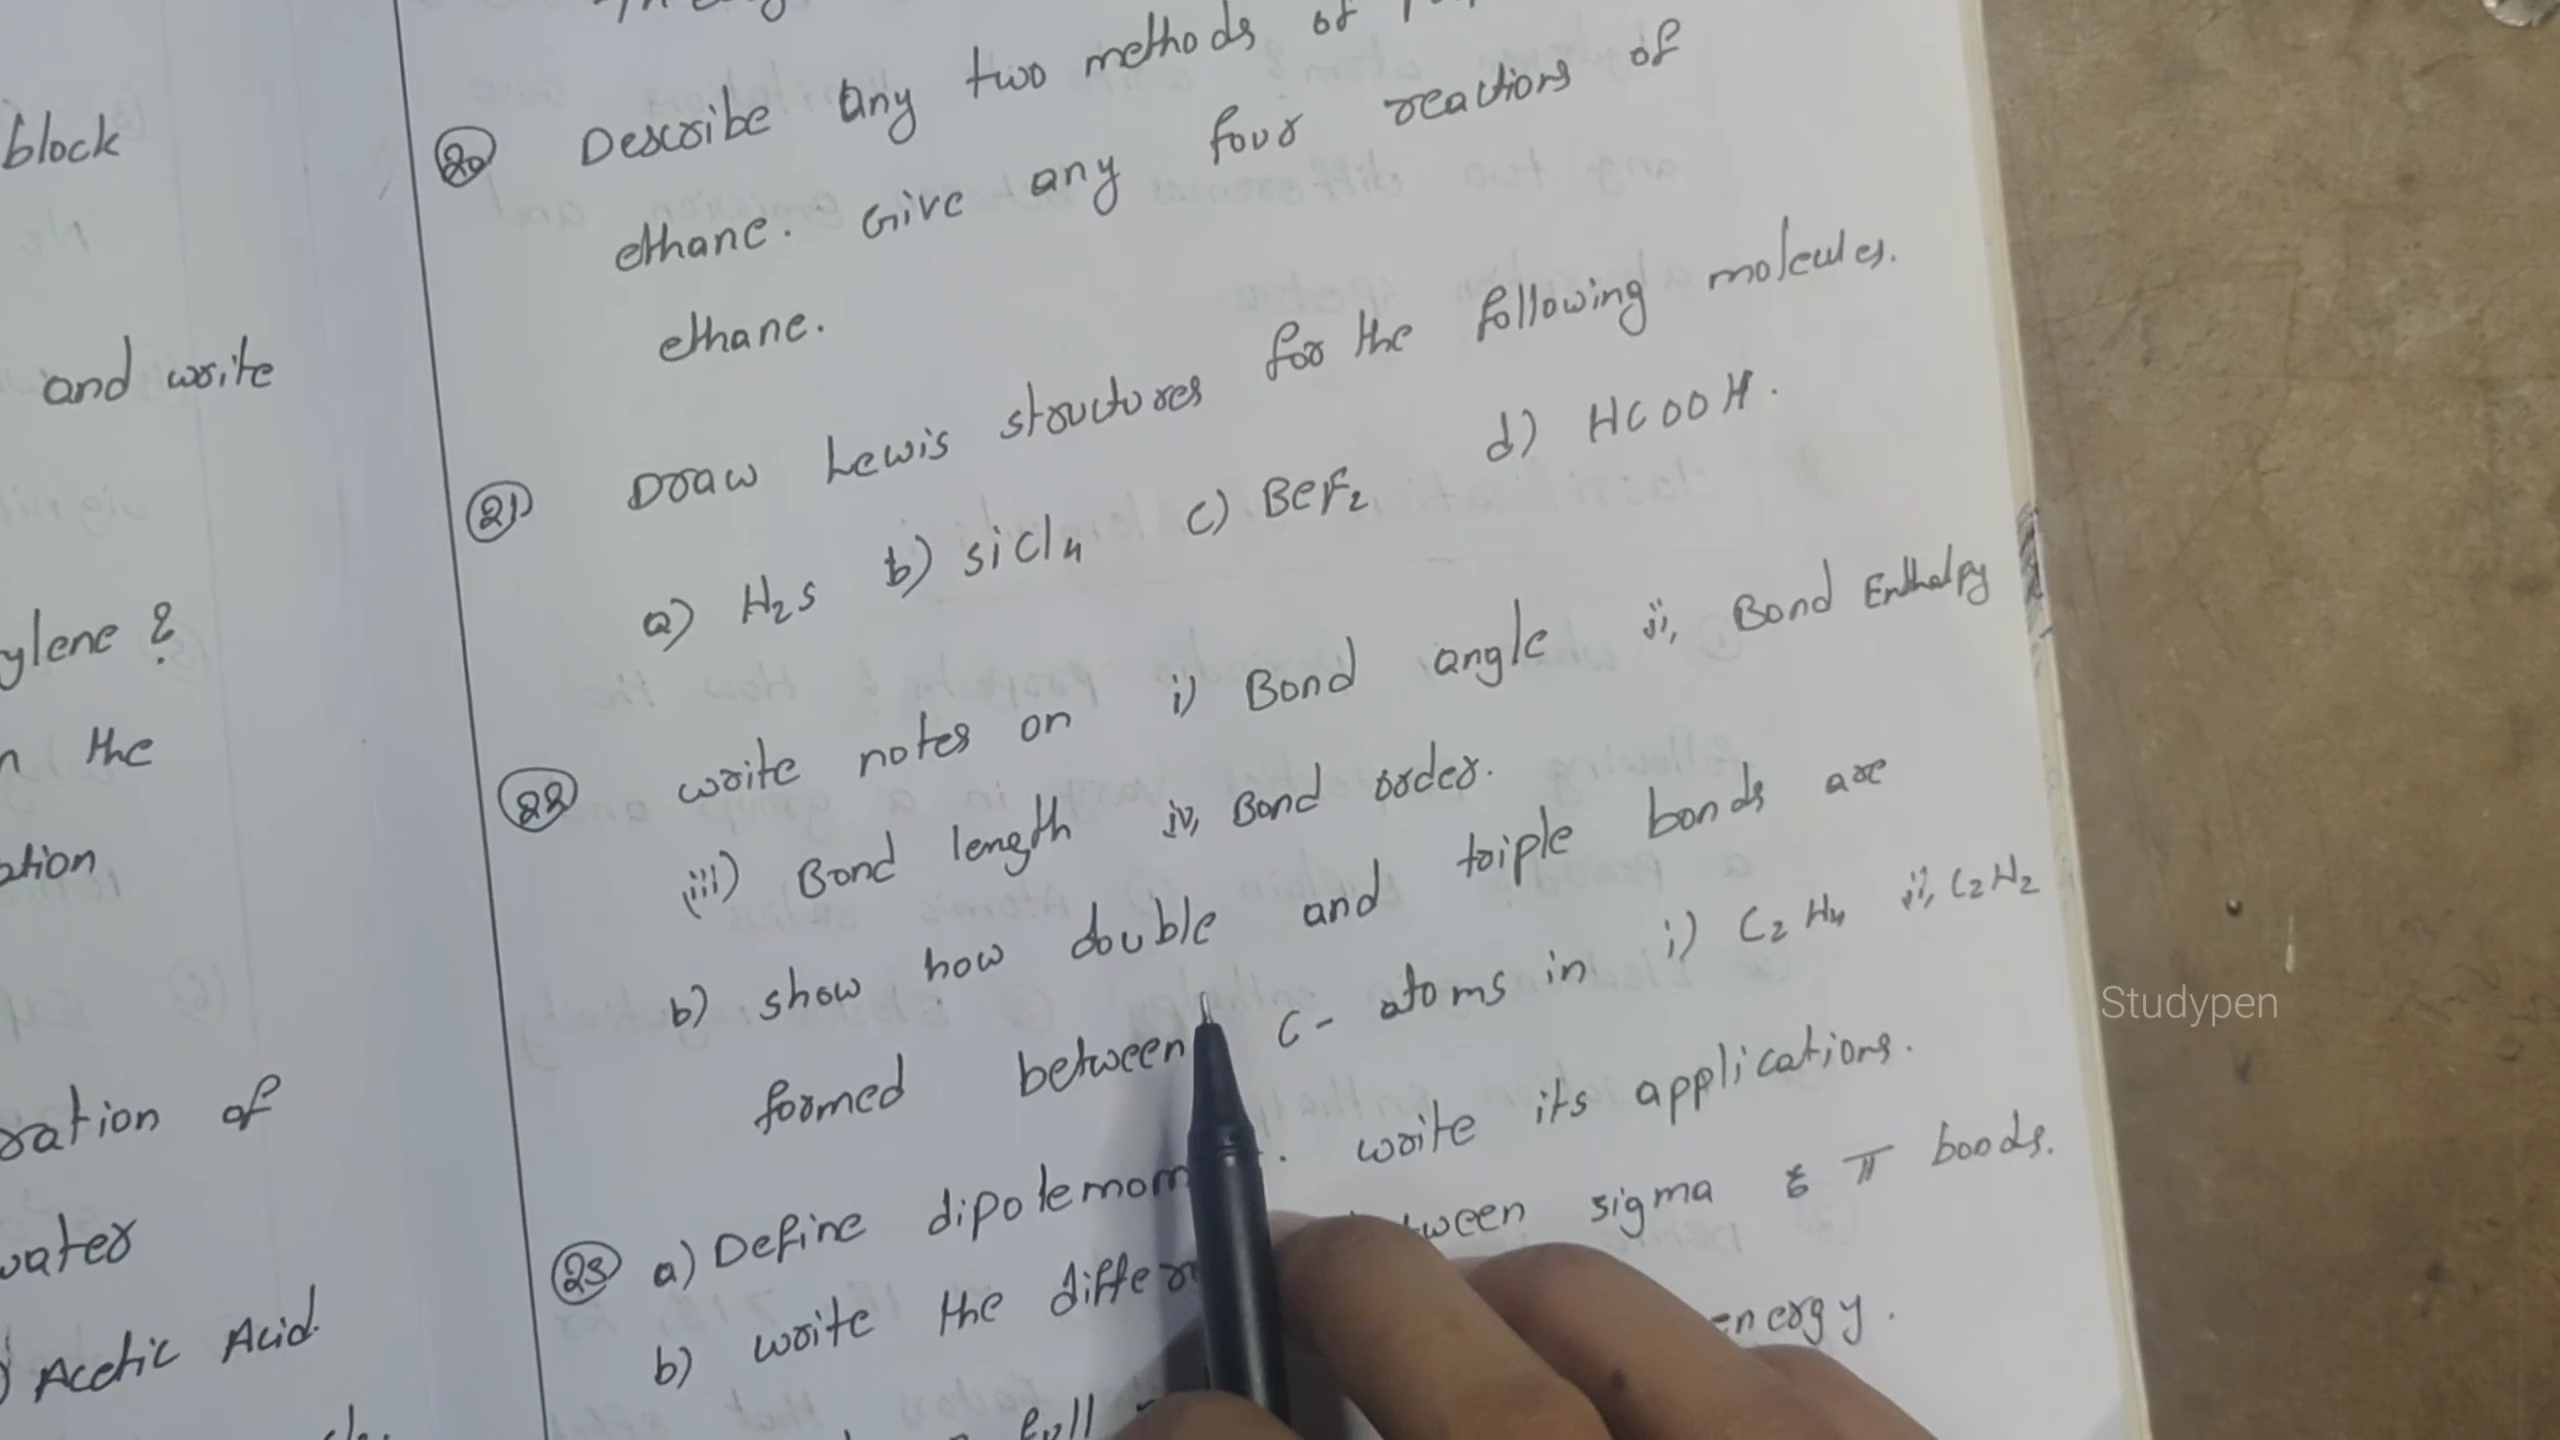 block
and write
ylene?
n the
ation
ration of
water
Acetic Acid
20 Describe any two methods of
ethane. Give any four reactions of
ethane.
21) Draw Lewis structures for the following molecules.
a) H2S b) SiCl4 c) BeF2 d) HCOOH.
22 write notes on i) Bond angle ii, Bond Enthalpy
iii) Bond length iv, Bond order.
b) show how double and triple bonds are
formed between C- atoms in i) C2H4 ii, C2H2
23 a) Define dipolemom . write its applications.
b) write the differ tween sigma & π bonds.
energy.
full
Studypen